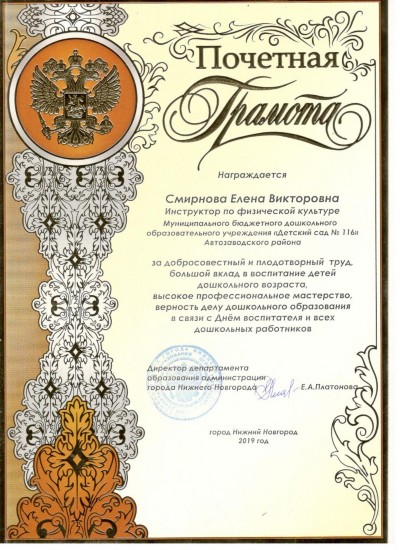 Почетная
Грамота
Награждается
Смирнова Елена Викторовна
Инструктор по физической культуре
Муниципального бюджетного дошкольного
образовательного учреждения «Детский сад № 116»
Автозаводского района
за добросовестный и плодотворный труд,
большой вклад в воспитание детей
дошкольного возраста,
высокое профессиональное мастерство,
верность делу дошкольного образования
в связи с Днём воспитателя и всех
дошкольных работников
Директор департамента
образования администрации
города Нижнего Новгорода
Е.А.Платонова
город Нижний Новгород
2019 год